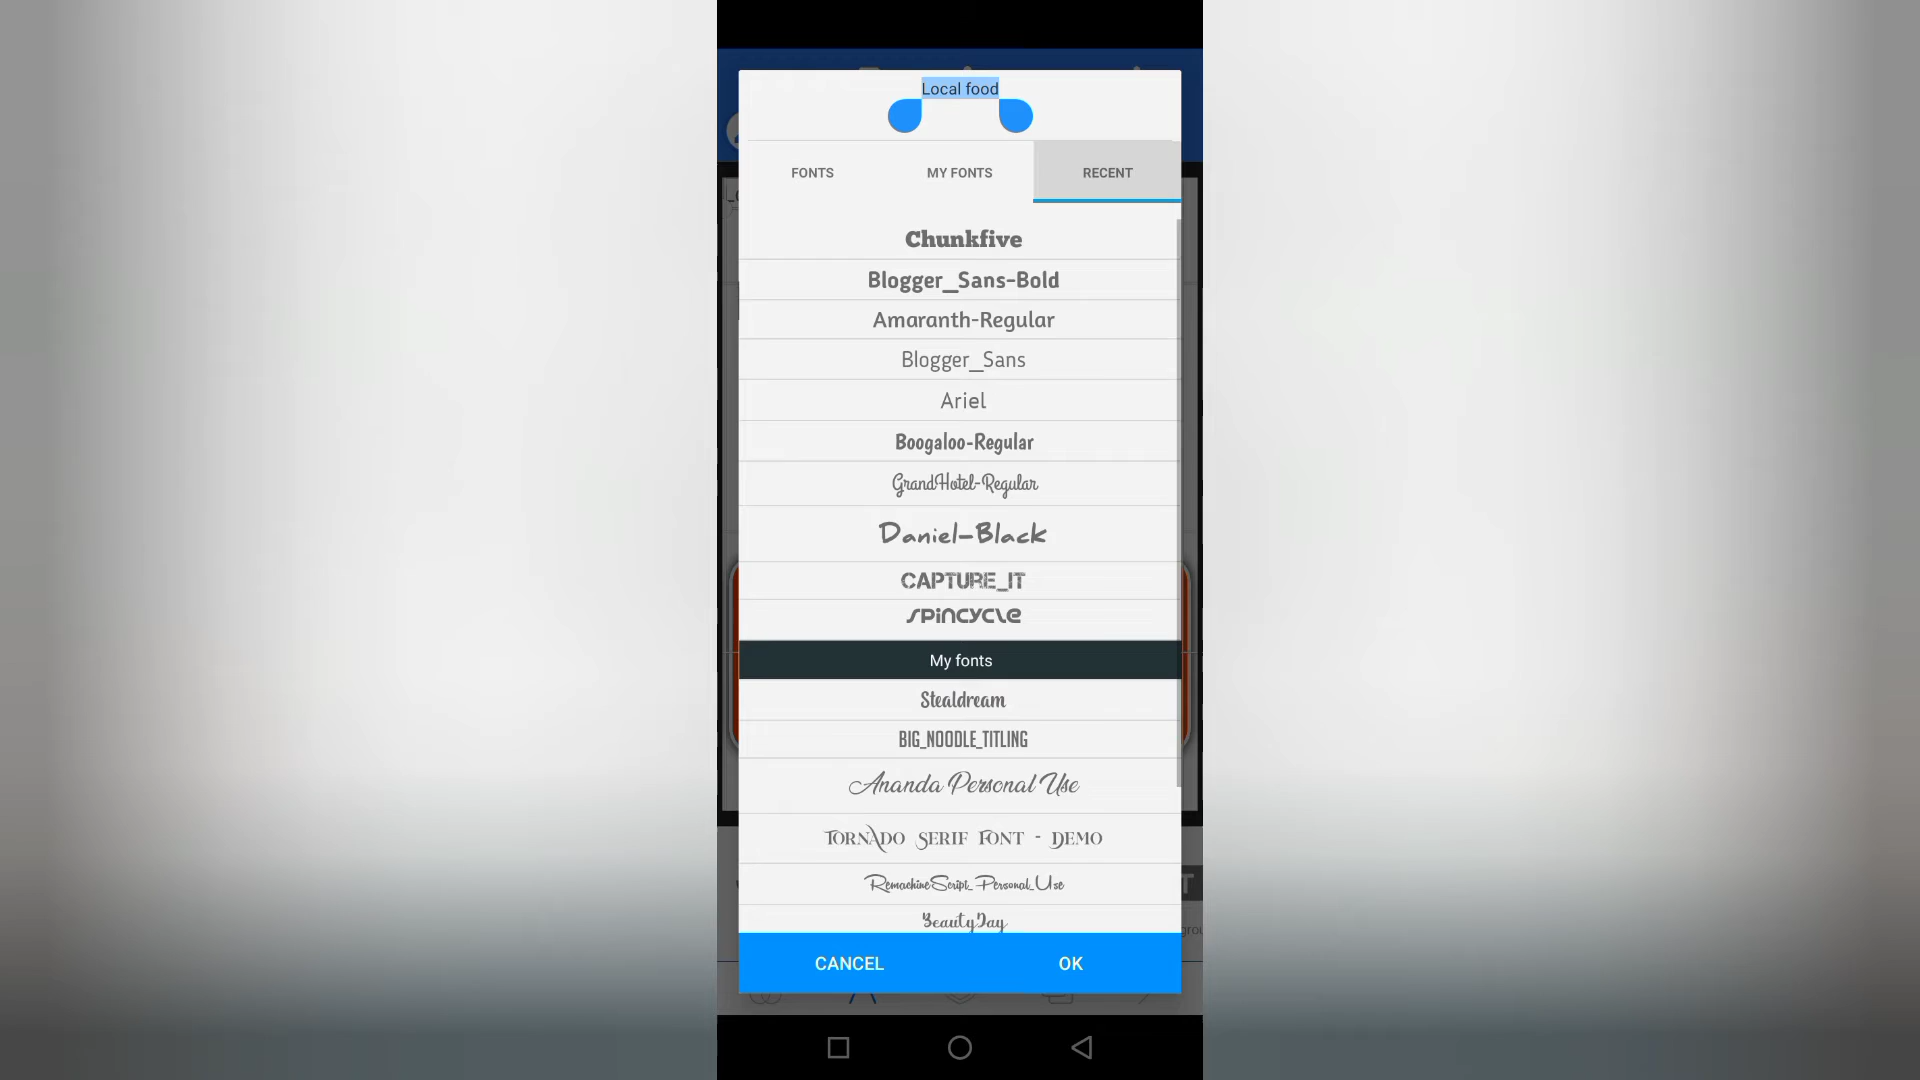 Local food
FONTS
MY FONTS
RECENT
Chunkfive
Blogger_Sans-Bold
Amaranth-Regular
Blogger_Sans
Ariel
Boogaloo-Regular
GrandHotel-Regular
Daniel-Black
CAPTURE_IT
SPINCYCLE
My fonts
Stealdream
BIG_NOODLE_TITLING
Ananda Personal Use
Tornado Serif Font - Demo
RemachineScript_Personal_Use
BeautyDay
CANCEL
OK